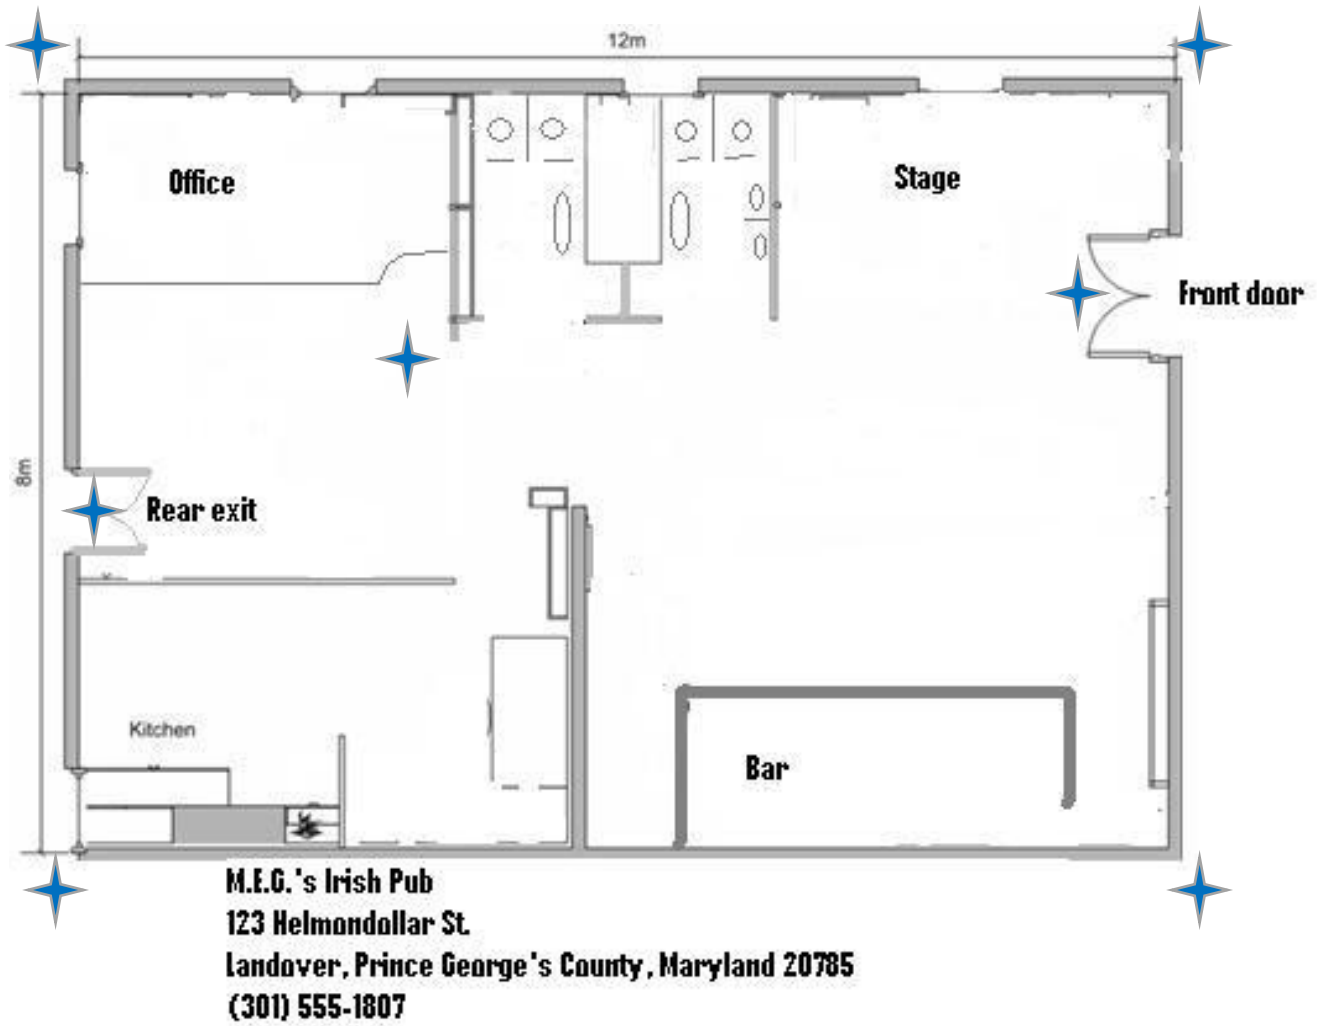 12m
Office
Stage
Front door
8m
Rear exit
Kitchen
Bar
M.E.G.'s Irish Pub
123 Helmondollar St.
Landover, Prince George's County, Maryland 20785
(301) 555-1807